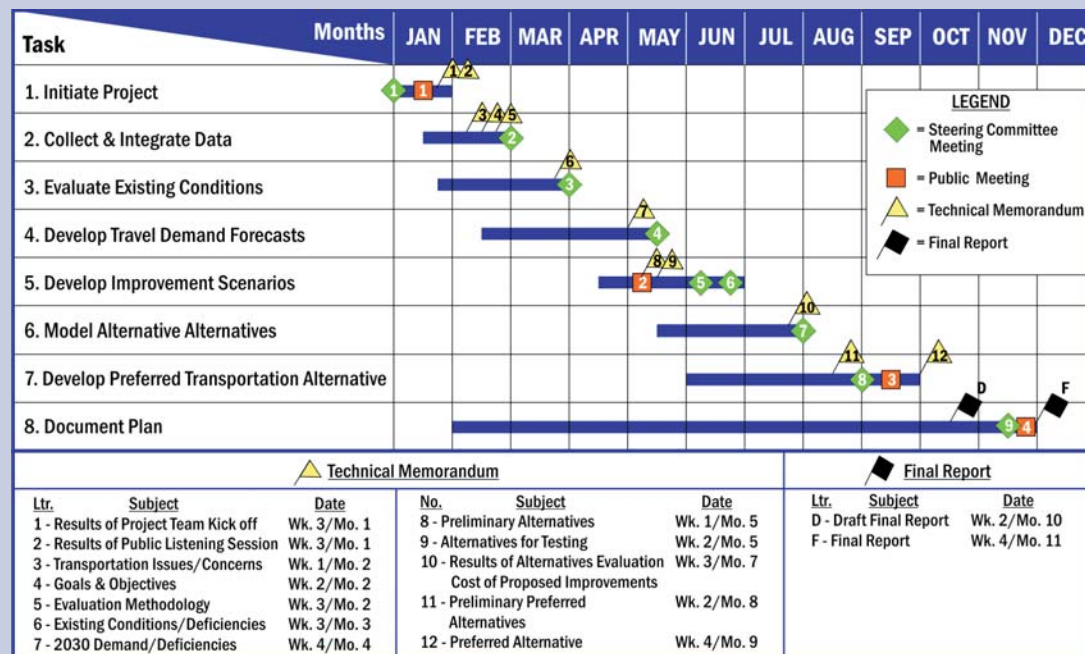 Months
Task
JAN FEB MAR APR MAY JUN JUL AUG SEP OCT NOV DEC
1 2
1. Initiate Project
1 1
3 4 5
2. Collect & Integrate Data
2
6
3. Evaluate Existing Conditions
3
7
4. Develop Travel Demand Forecasts
4
8 9
5. Develop Improvement Scenarios
2 5 6
10
6. Model Alternative Alternatives
7
11 12
7. Develop Preferred Transportation Alternative
8 3
D F
8. Document Plan
9 4
LEGEND
= Steering Committee
Meeting
= Public Meeting
= Technical Memorandum
= Final Report
Technical Memorandum
Ltr. Subject Date
1 - Results of Project Team Kick off Wk. 3/Mo. 1
2 - Results of Public Listening Session Wk. 3/Mo. 1
3 - Transportation Issues/Concerns Wk. 1/Mo. 2
4 - Goals & Objectives Wk. 2/Mo. 2
5 - Evaluation Methodology Wk. 3/Mo. 2
6 - Existing Conditions/Deficiencies Wk. 3/Mo. 3
7 - 2030 Demand/Deficiencies Wk. 4/Mo. 4
No. Subject Date
8 - Preliminary Alternatives Wk. 1/Mo. 5
9 - Alternatives for Testing Wk. 2/Mo. 5
10 - Results of Alternatives Evaluation Wk. 3/Mo. 7
Cost of Proposed Improvements
11 - Preliminary Preferred Wk. 2/Mo. 8
Alternatives
12 - Preferred Alternative Wk. 4/Mo. 9
Final Report
Ltr. Subject Date
D - Draft Final Report Wk. 2/Mo. 10
F - Final Report Wk. 4/Mo. 11